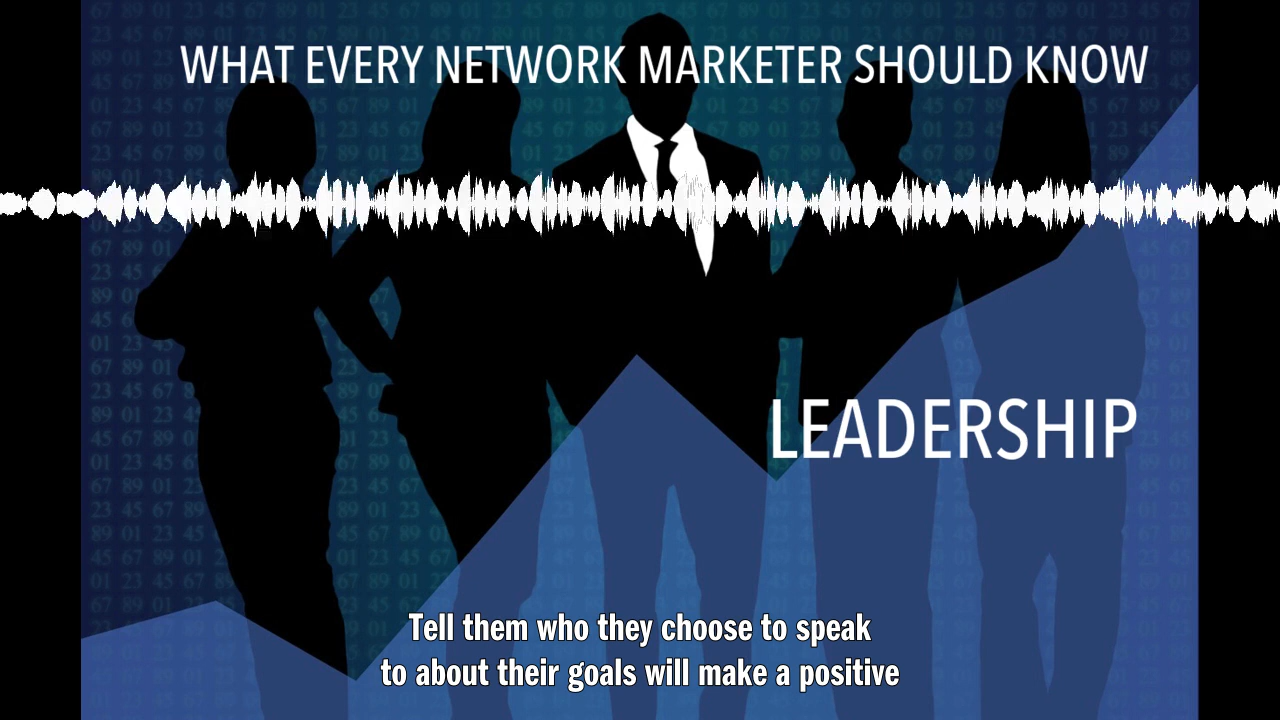 WHAT EVERY NETWORK MARKETER SHOULD KNOW
LEADERSHIP
Tell them who they choose to speak
to about their goals will make a positive